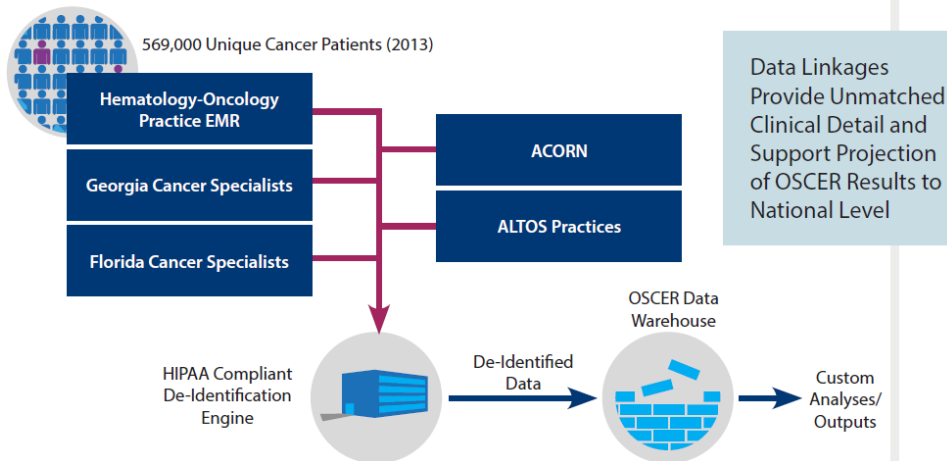 569,000 Unique Cancer Patients (2013)
Hematology-Oncology
Practice EMR
Georgia Cancer Specialists
Florida Cancer Specialists
ACORN
ALTOS Practices
Data Linkages
Provide Unmatched
Clinical Detail and
Support Projection
of OSCER Results to
National Level
HIPAA Compliant
De-Identification
Engine
De-Identified
Data
OSCER Data
Warehouse
Custom
Analyses/
Outputs